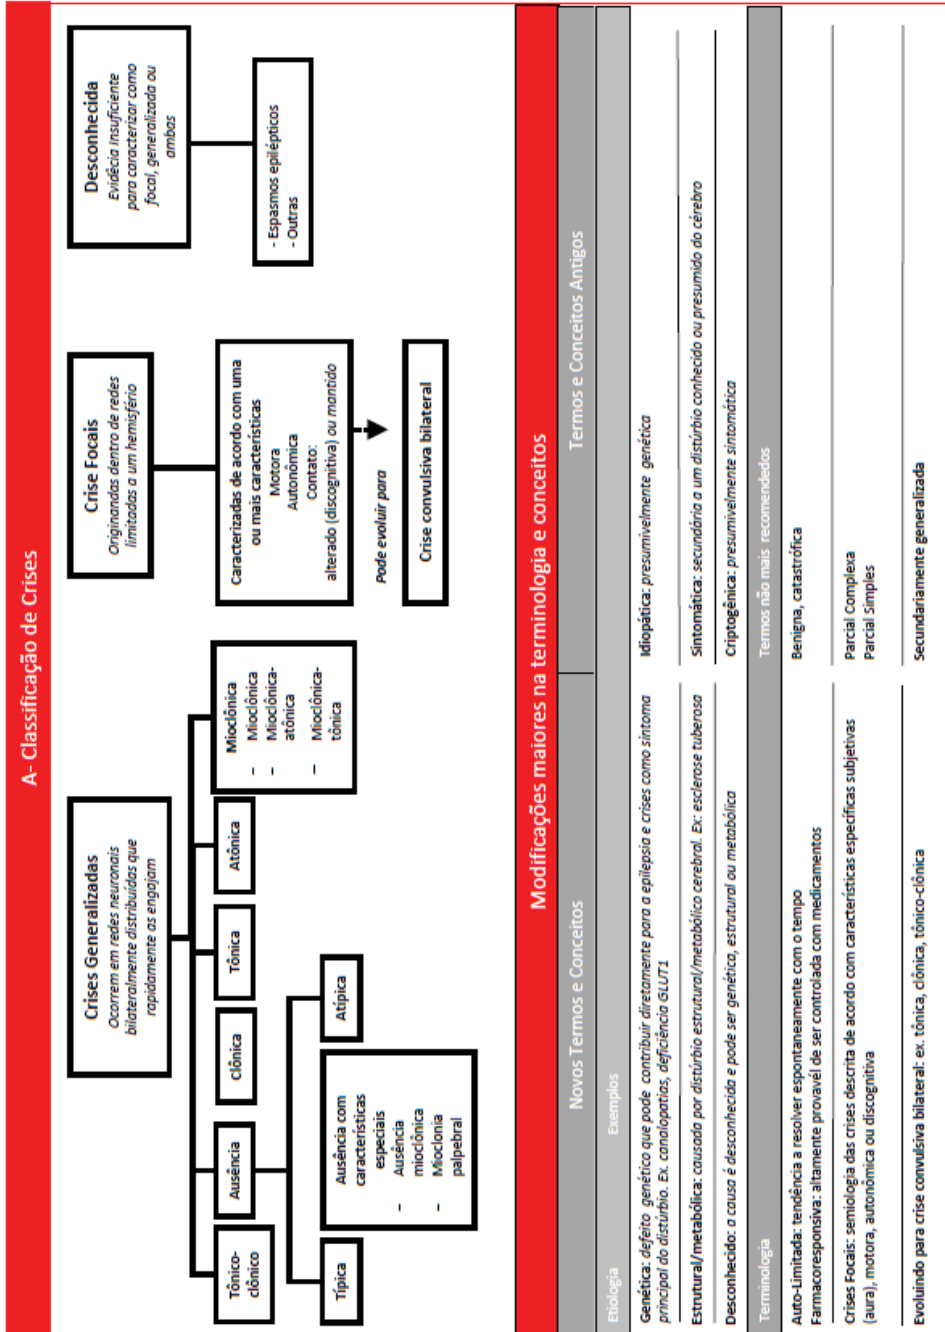 A- Classificação de Crises
Crises Generalizadas
Ocorrem em redes neuronais
bilateralmente distribuídas que
rapidamente as engajam
Tônico-
clônico
Ausência
Clônica
Tônica
Atônica
Mioclônica
– Mioclônica
– Mioclônica-
atônica
– Mioclônica-
tônica
Típica
Ausência com
características
especiais
– Ausência
mioclônica
– Mioclonia
palpebral
Atípica
Crise Focais
Originandas dentro de redes
limitadas a um hemisfério
Caracterizadas de acordo com uma
ou mais características
Motora
Autonômica
Contato:
alterado (discognitiva) ou mantido
Pode evoluir para
Crise convulsiva bilateral
Desconhecida
Evidêcia Insuficiente
para caracterizar como
focal, generalizada ou
ambas
- Espasmos epilépticos
- Outras
Modificações maiores na terminologia e conceitos
Novos Termos e Conceitos
Termos e Conceitos Antigos
Etiologia
Exemplos
Genética: defeito genético que pode contribuir diretamente para a epilepsia e crises como sintoma
principal do distúrbio. Ex. canalopatias, deficiência GLUT1
Idiopática: presumivelmente genética
Estrutural/metabólica: causada por distúrbio estrutural/metabólico cerebral. Ex: esclerose tuberosa
Sintomática: secundária a um distúrbio conhecido ou presumido do cérebro
Desconhecido: a causa é desconhecida e pode ser genética, estrutural ou metabólica
Criptogênica: presumivelmente sintomática
Terminologia
Termos não mais recomendedos
Auto-Limitada: tendência a resolver espontaneamente com o tempo
Farmacoresponsiva: altamente provavél de ser controlada com medicamentos
Benigna, catastrófica
Crises Focais: semiologia das crises descrita de acordo com características específicas subjetivas
(aura), motora, autonômica ou discognitiva
Parcial Complexa
Parcial Simples
Evoluindo para crise convulsiva bilateral: ex. tônica, clônica, tônico-clônica
Secundariamente generalizada